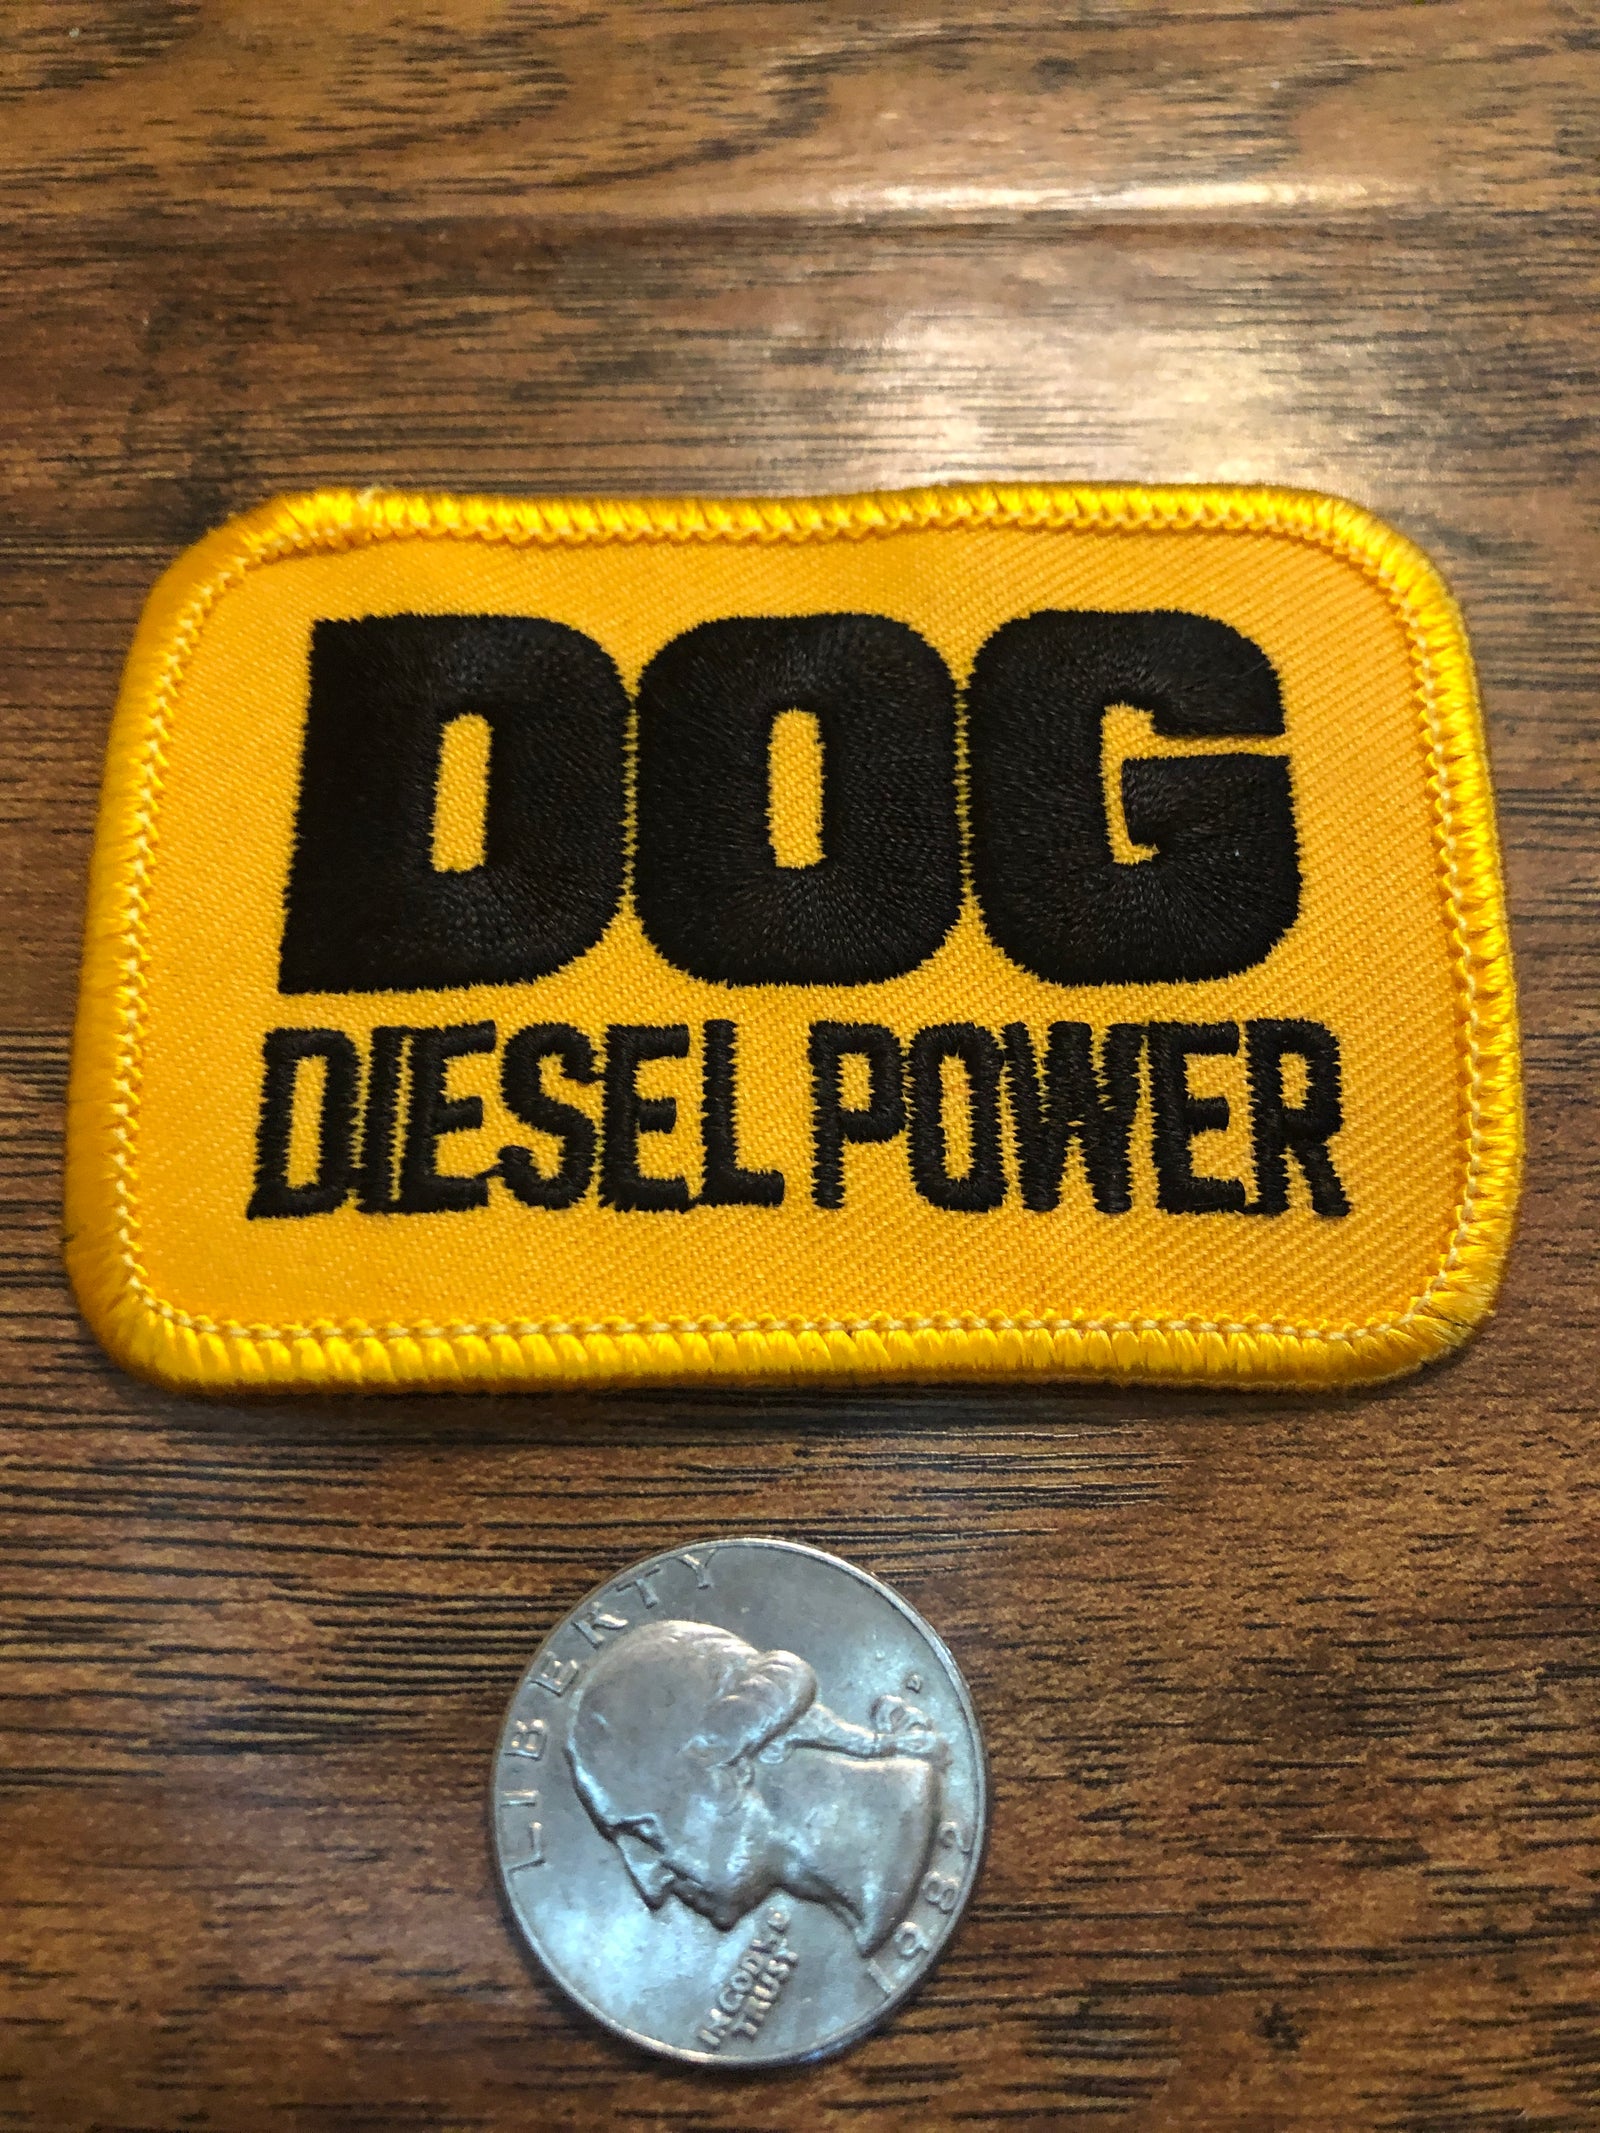 DOG
DIESEL POWER
LIBERTY
IN GOD WE
TRUST
D
1982